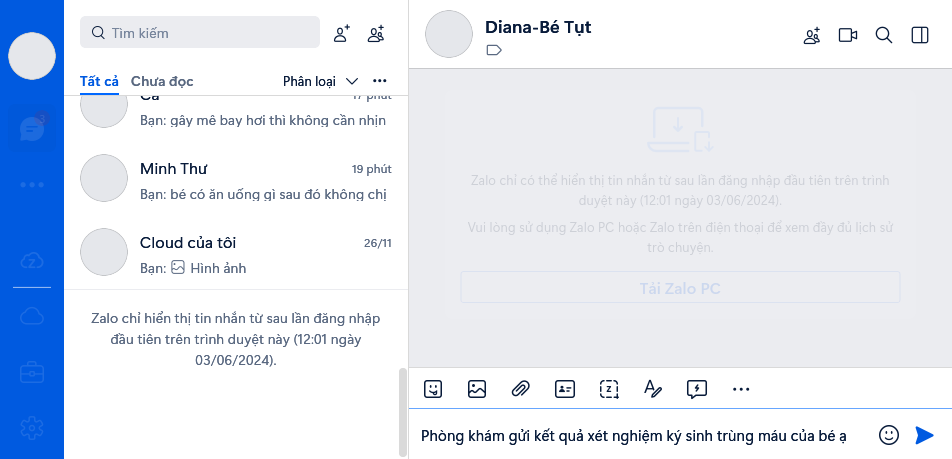 Tìm kiếm
Tất cả
Chưa đọc
Phân loại
17 phút
Bạn: gây mê bay hơi thì không cần nhịn
Minh Thư
19 phút
Bạn: bé có ăn uống gì sau đó không chị
Cloud của tôi
26/11
Bạn: Hình ảnh
Zalo chỉ hiển thị tin nhắn từ sau lần đăng nhập
đầu tiên trên trình duyệt này (12:01 ngày
03/06/2024).
Diana-Bé Tụt
Zalo chỉ có thể hiển thị tin nhắn từ sau lần đăng nhập đầu tiên trên trình
duyệt này (12:01 ngày 03/06/2024).
Vui lòng sử dụng Zalo PC hoặc Zalo trên điện thoại để xem đầy đủ lịch sử
trò chuyện.
Tải Zalo PC
Phòng khám gửi kết quả xét nghiệm ký sinh trùng máu của bé ạ